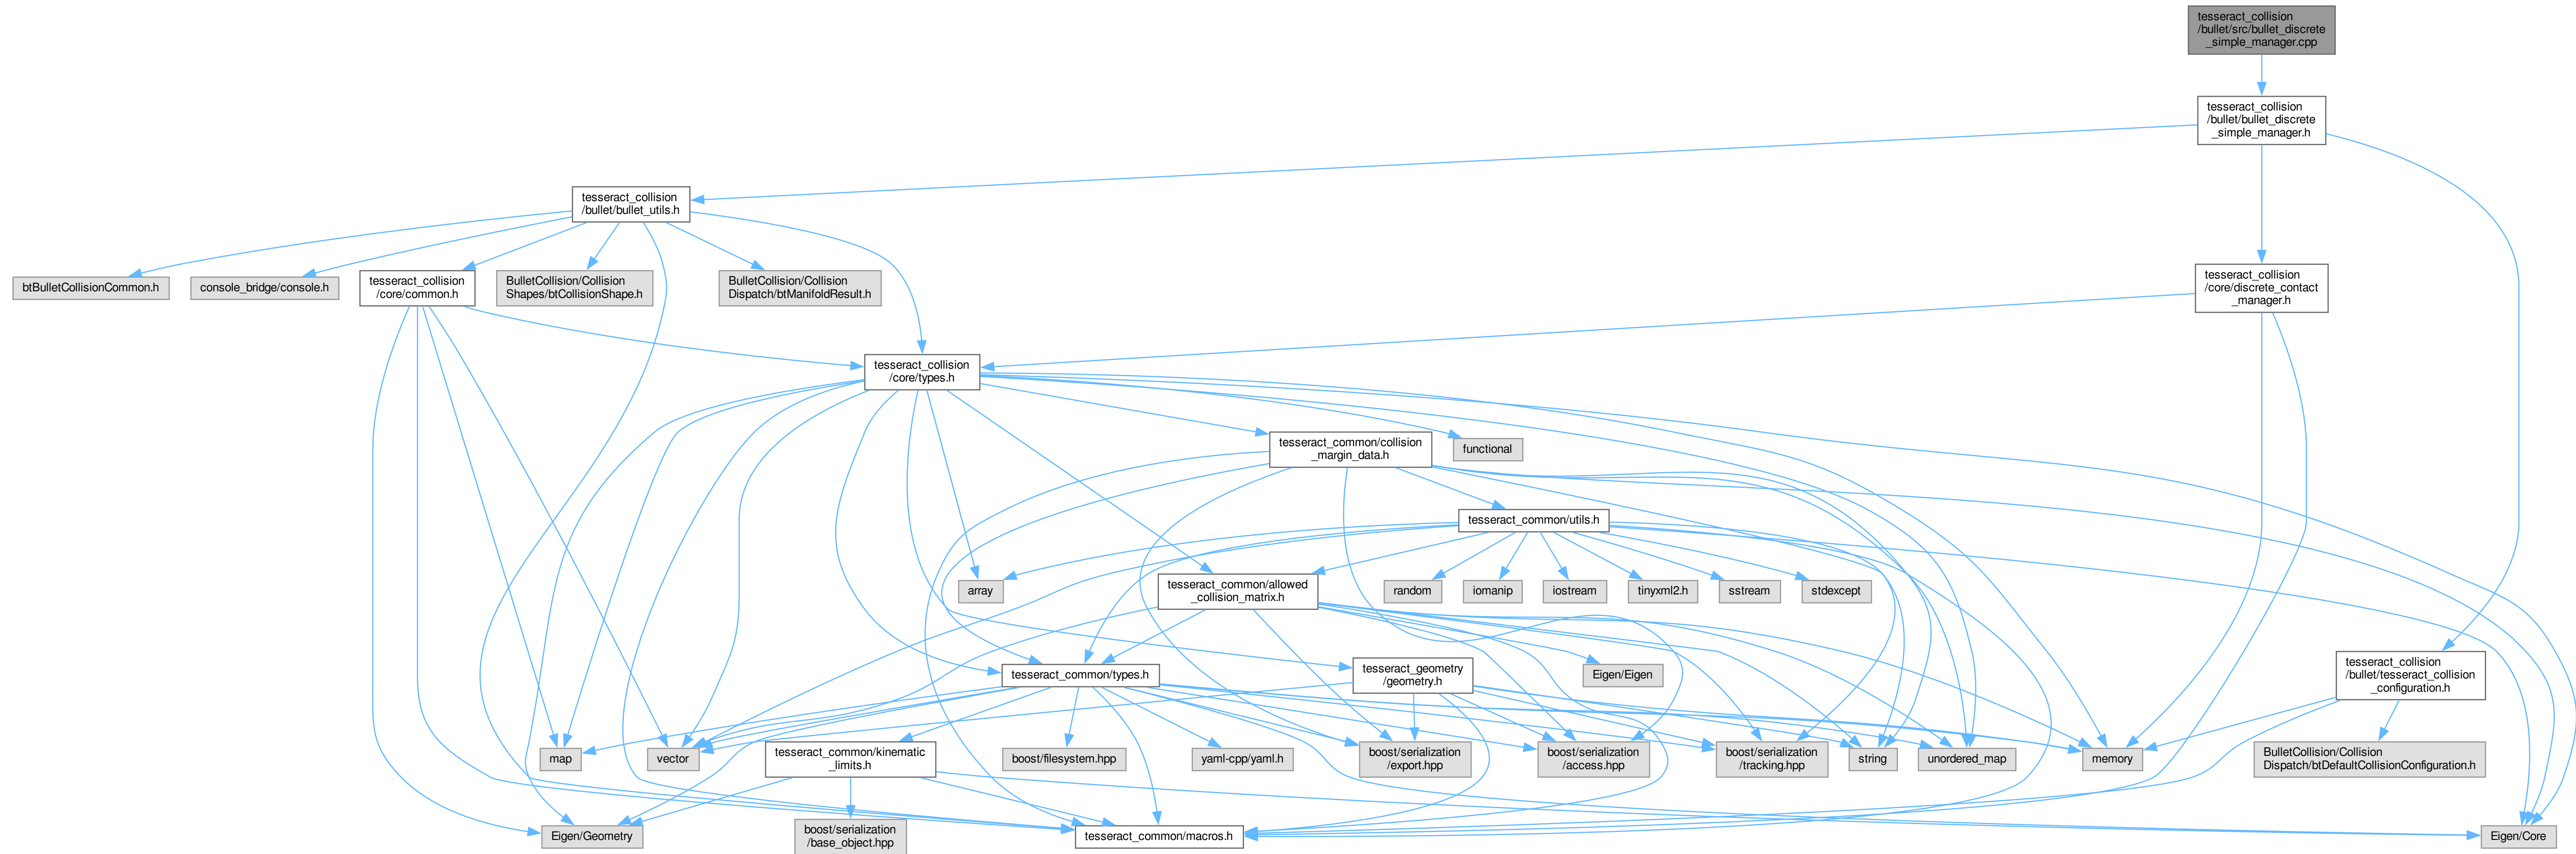 tesseract_collision
/bullet/src/bullet_discrete
_simple_manager.cpp
tesseract_collision
/bullet/bullet_discrete
_simple_manager.h
tesseract_collision
/bullet/bullet_utils.h
btBulletCollisionCommon.h
console_bridge/console.h
tesseract_collision
/core/common.h
BulletCollision/Collision
Shapes/btCollisionShape.h
BulletCollision/Collision
Dispatch/btManifoldResult.h
tesseract_collision
/core/discrete_contact
_manager.h
tesseract_collision
/core/types.h
tesseract_common/collision
_margin_data.h
functional
tesseract_common/utils.h
array
tesseract_common/allowed
_collision_matrix.h
random
iomanip
iostream
tinyxml2.h
sstream
stdexcept
tesseract_common/types.h
tesseract_geometry
/geometry.h
Eigen/Eigen
tesseract_collision
/bullet/tesseract_collision
_configuration.h
map
vector
tesseract_common/kinematic
_limits.h
boost/filesystem.hpp
yaml-cpp/yaml.h
boost/serialization
/export.hpp
boost/serialization
/access.hpp
boost/serialization
/tracking.hpp
string
unordered_map
memory
BulletCollision/Collision
Dispatch/btDefaultCollisionConfiguration.h
Eigen/Geometry
boost/serialization
/base_object.hpp
tesseract_common/macros.h
Eigen/Core